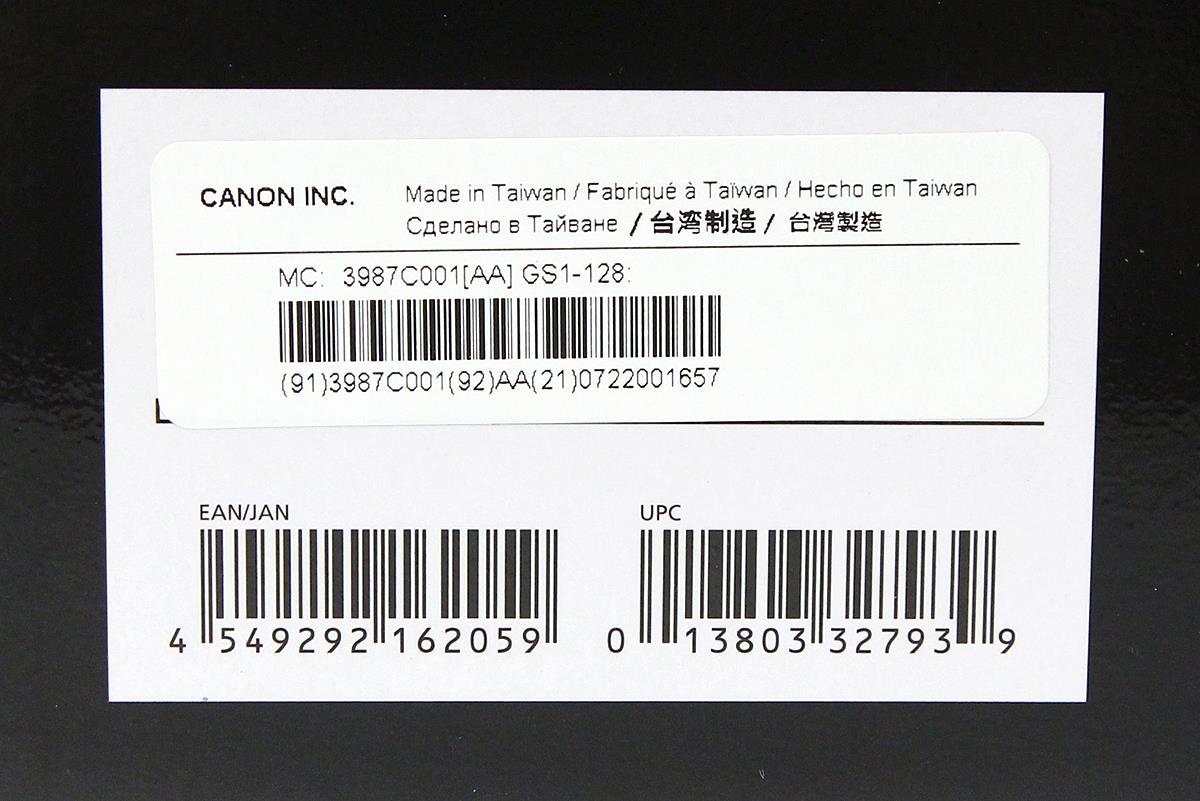 CANON INC.
Made in Taiwan / Fabriqué à Taïwan / Hecho en Taiwan
Сделано в Тайване / 台湾制造 / 台灣製造
MC: 3987C001[AA] GS1-128:
(91)3987C001(92)AA(21)0722001657
EAN/JAN
4 549292 162059
UPC
0 13803 32793 9